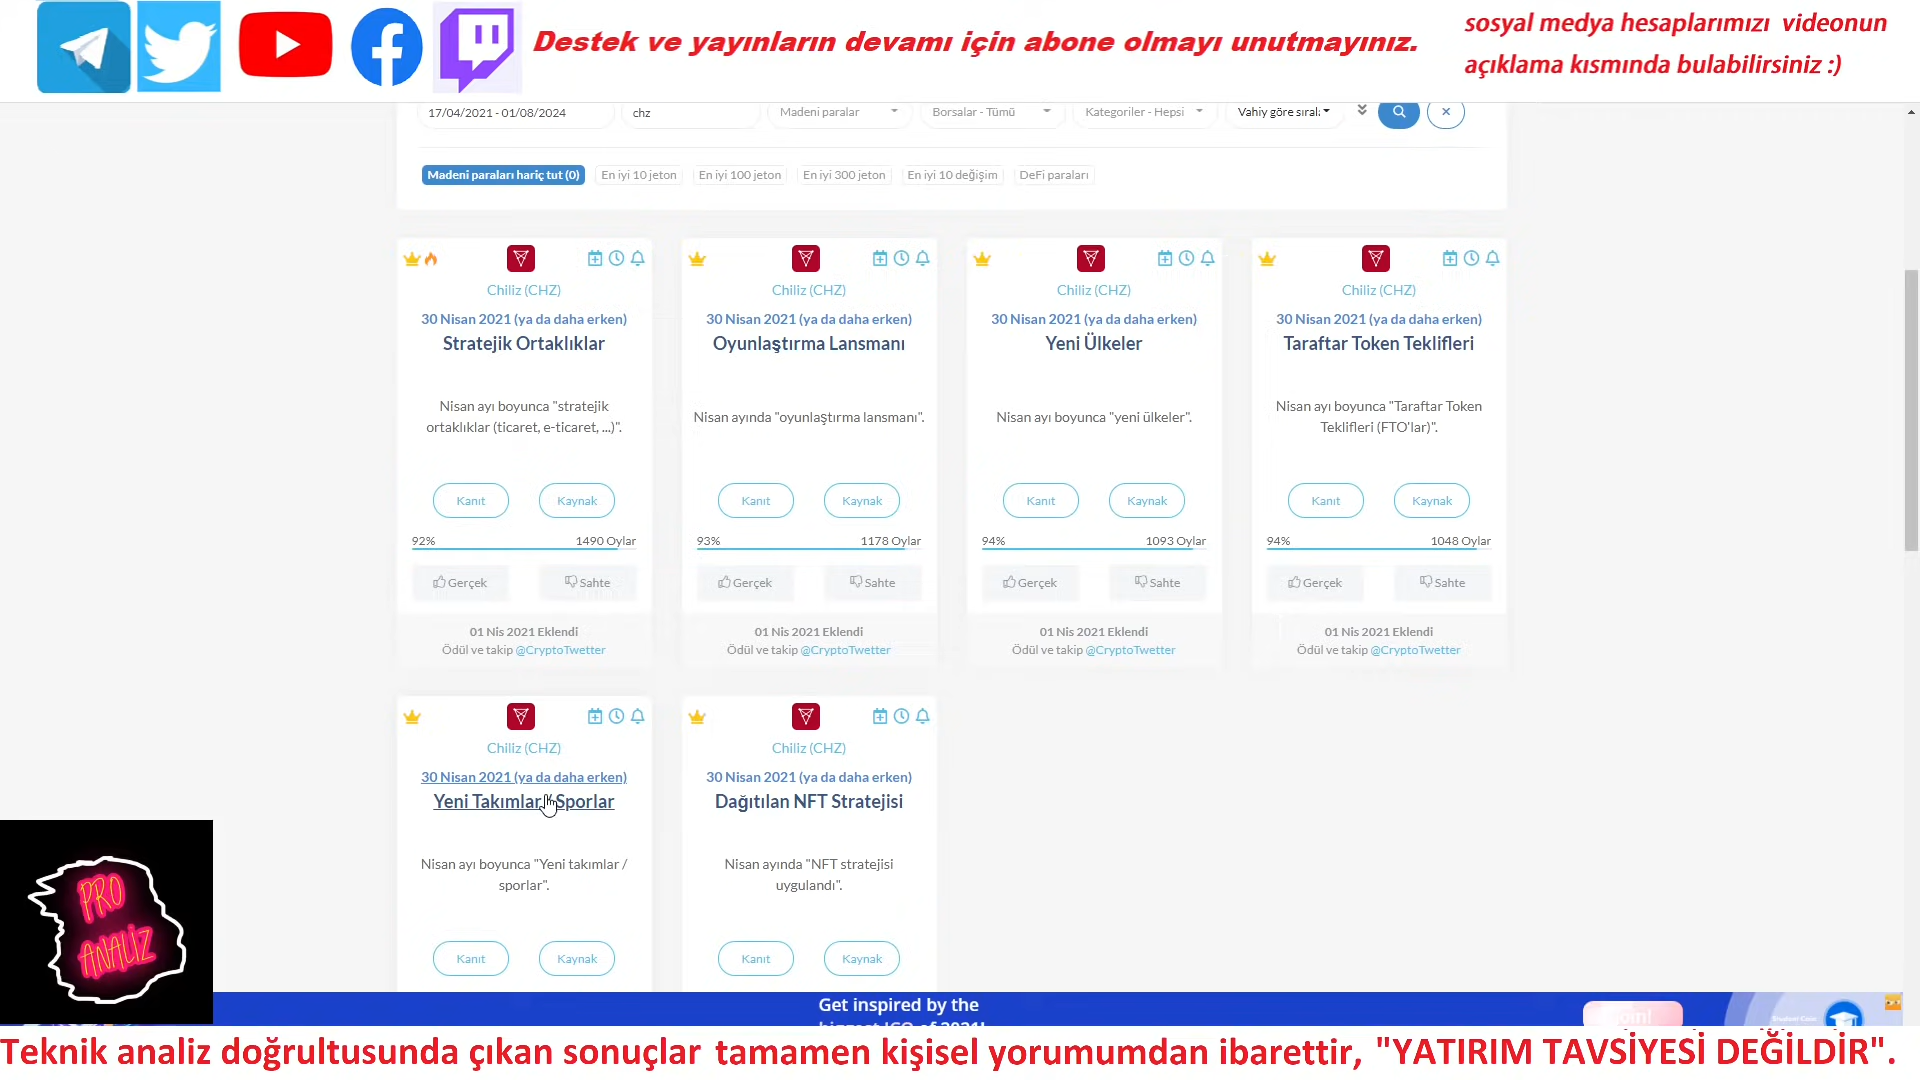 Destek ve yayınların devamı için abone olmayı unutmayınız.
sosyal medya hesaplarımızı videonun
açıklama kısmında bulabilirsiniz :)
17/04/2021 - 01/08/2024 chz Madeni paralar Borsalar - Tümü Kategoriler - Hepsi Vahiy göre sırala
Madeni paraları hariç tut (0) En iyi 10 jeton En iyi 100 jeton En iyi 300 jeton En iyi 10 değişim DeFi paraları
Chiliz (CHZ) Chiliz (CHZ) Chiliz (CHZ) Chiliz (CHZ)
30 Nisan 2021 (ya da daha erken) 30 Nisan 2021 (ya da daha erken) 30 Nisan 2021 (ya da daha erken) 30 Nisan 2021 (ya da daha erken)
Stratejik Ortaklıklar Oyunlaştırma Lansmanı Yeni Ülkeler Taraftar Token Teklifleri
Nisan ayı boyunca "stratejik
ortaklıklar (ticaret, e-ticaret, ...)".
Nisan ayında "oyunlaştırma lansmanı".
Nisan ayı boyunca "yeni ülkeler".
Nisan ayı boyunca "Taraftar Token
Teklifleri (FTO'lar)".
Kanıt Kaynak Kanıt Kaynak Kanıt Kaynak Kanıt Kaynak
92% 1490 Oylar 93% 1178 Oylar 94% 1093 Oylar 94% 1048 Oylar
Gerçek Sahte Gerçek Sahte Gerçek Sahte Gerçek Sahte
01 Nis 2021 Eklendi 01 Nis 2021 Eklendi 01 Nis 2021 Eklendi 01 Nis 2021 Eklendi
Ödül ve takip @CryptoTwetter Ödül ve takip @CryptoTwetter Ödül ve takip @CryptoTwetter Ödül ve takip @CryptoTwetter
Chiliz (CHZ) Chiliz (CHZ)
30 Nisan 2021 (ya da daha erken) 30 Nisan 2021 (ya da daha erken)
Yeni Takımlar Sporlar Dağıtılan NFT Stratejisi
Nisan ayı boyunca "Yeni takımlar /
sporlar".
Nisan ayında "NFT stratejisi
uygulandı".
Kanıt Kaynak Kanıt Kaynak
PRO
ANALİZ
Get inspired by the
Teknik analiz doğrultusunda çıkan sonuçlar tamamen kişisel yorumumdan ibarettir, "YATIRIM TAVSİYESİ DEĞİLDİR".